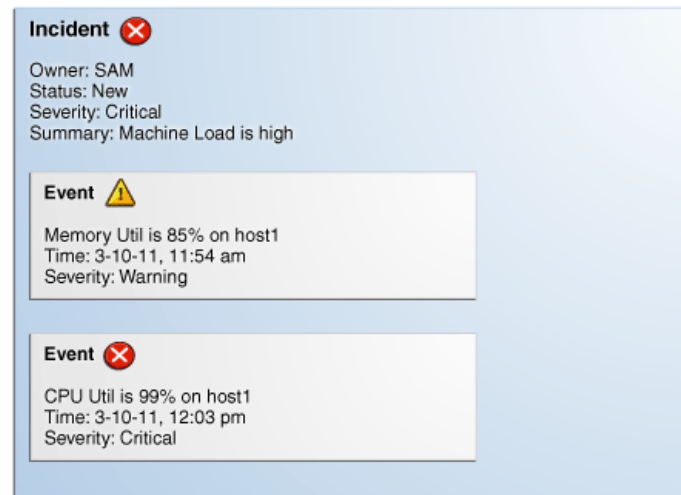 Incident
Owner: SAM
Status: New
Severity: Critical
Summary: Machine Load is high
Event
Memory Util is 85% on host1
Time: 3-10-11, 11:54 am
Severity: Warning
Event
CPU Util is 99% on host1
Time: 3-10-11, 12:03 pm
Severity: Critical